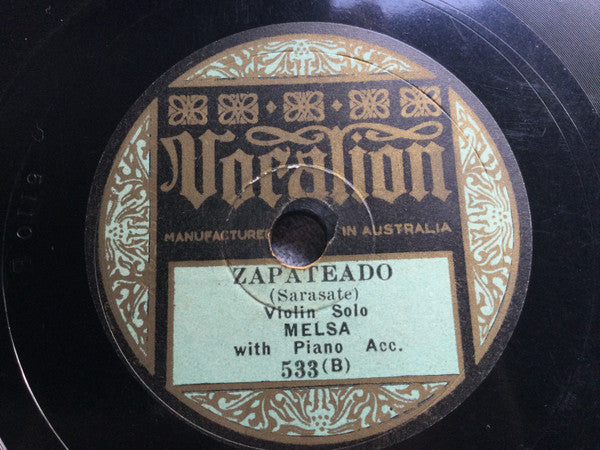 Vocalion
MANUFACTURED IN AUSTRALIA
ZAPATEADO
(Sarasate)
Violin Solo
MELSA
with Piano Acc.
533 (B)